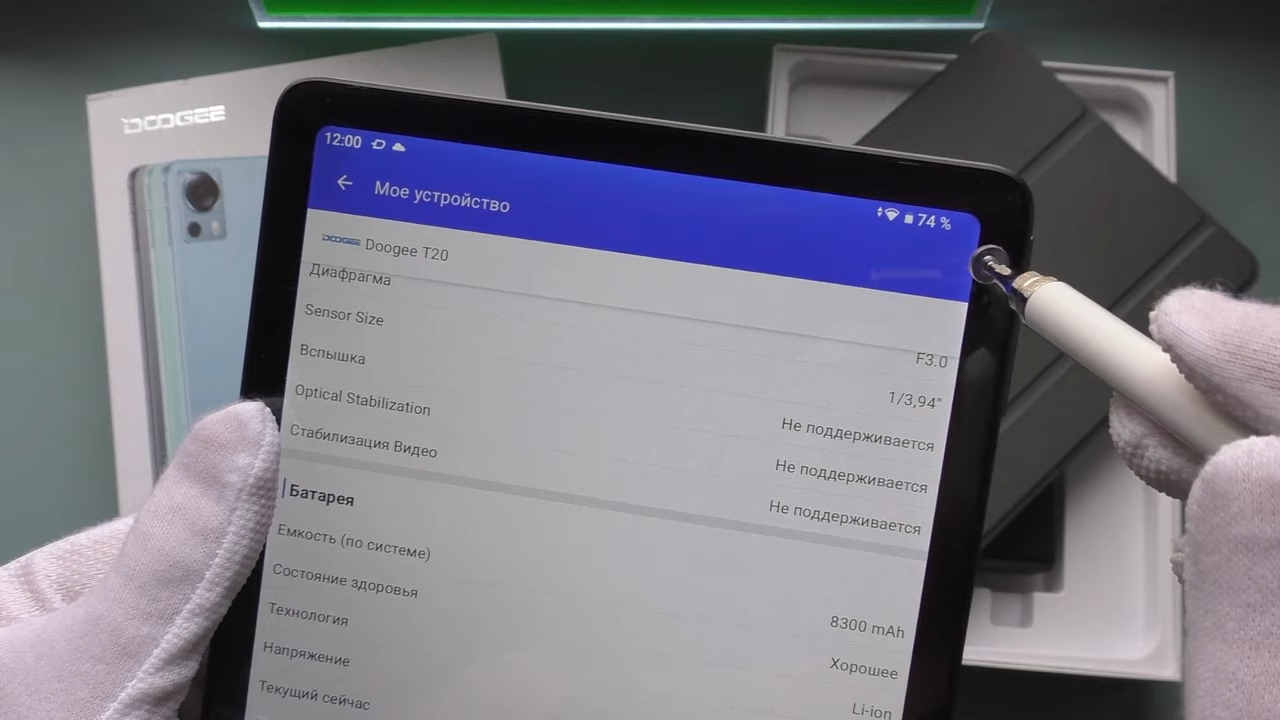 DOOGEE
12:00
74 %
Мое устройство
DOOGEE Doogee T20
Диафрагма F3.0
Sensor Size 1/3,94"
Вспышка Не поддерживается
Optical Stabilization Не поддерживается
Стабилизация Видео Не поддерживается
Батарея
Емкость (по системе) 8300 mAh
Состояние здоровья Хорошее
Технология Li-ion
Напряжение
Текущий сейчас